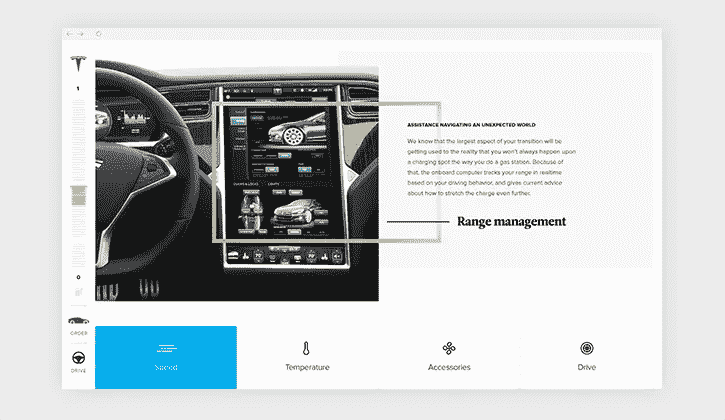 1
ASSISTANCE NAVIGATING AN UNEXPECTED WORLD
We know that the largest aspect of your transition will be
getting used to the reality that you won't always happen upon
a charging spot the way you do a gas station. Because of
that, the onboard computer tracks your range in realtime
based on your driving behavior, and gives current advice
about how to stretch the charge even further.
Range management
0
ORDER
DRIVE
Speed
Temperature
Accessories
Drive